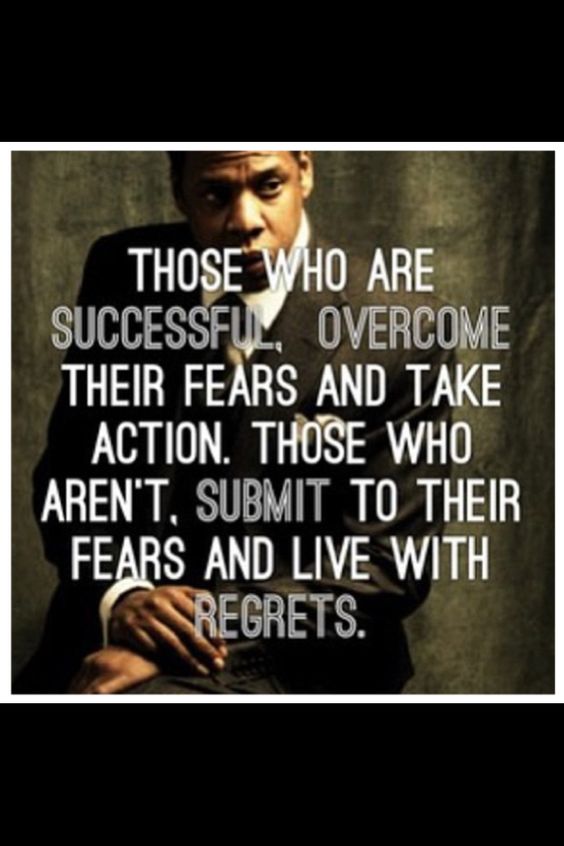 THOSE WHO ARE
SUCCESSFUL, OVERCOME
THEIR FEARS AND TAKE
ACTION. THOSE WHO
AREN'T, SUBMIT TO THEIR
FEARS AND LIVE WITH
REGRETS.